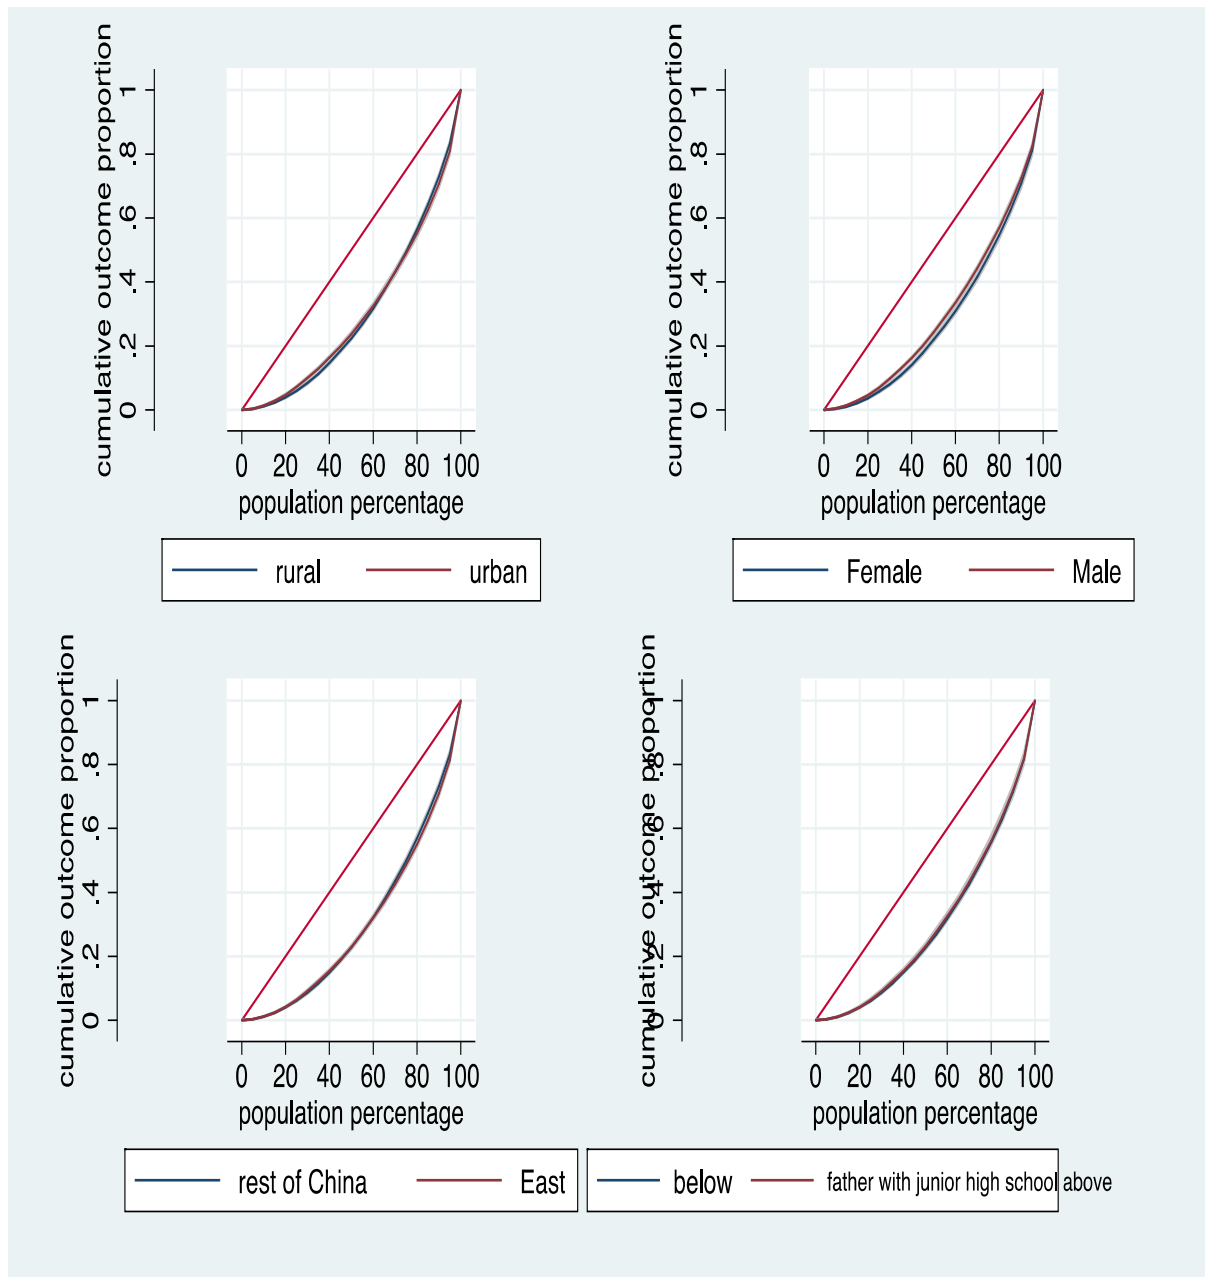 cumulative outcome proportion
0 .2 .4 .6 .8 1
0 20 40 60 80 100
population percentage
rural urban
cumulative outcome proportion
0 .2 .4 .6 .8 1
0 20 40 60 80 100
population percentage
Female Male
cumulative outcome proportion
0 .2 .4 .6 .8 1
0 20 40 60 80 100
population percentage
rest of China East
cumulative outcome proportion
0 .2 .4 .6 .8 1
0 20 40 60 80 100
population percentage
below father with junior high school above